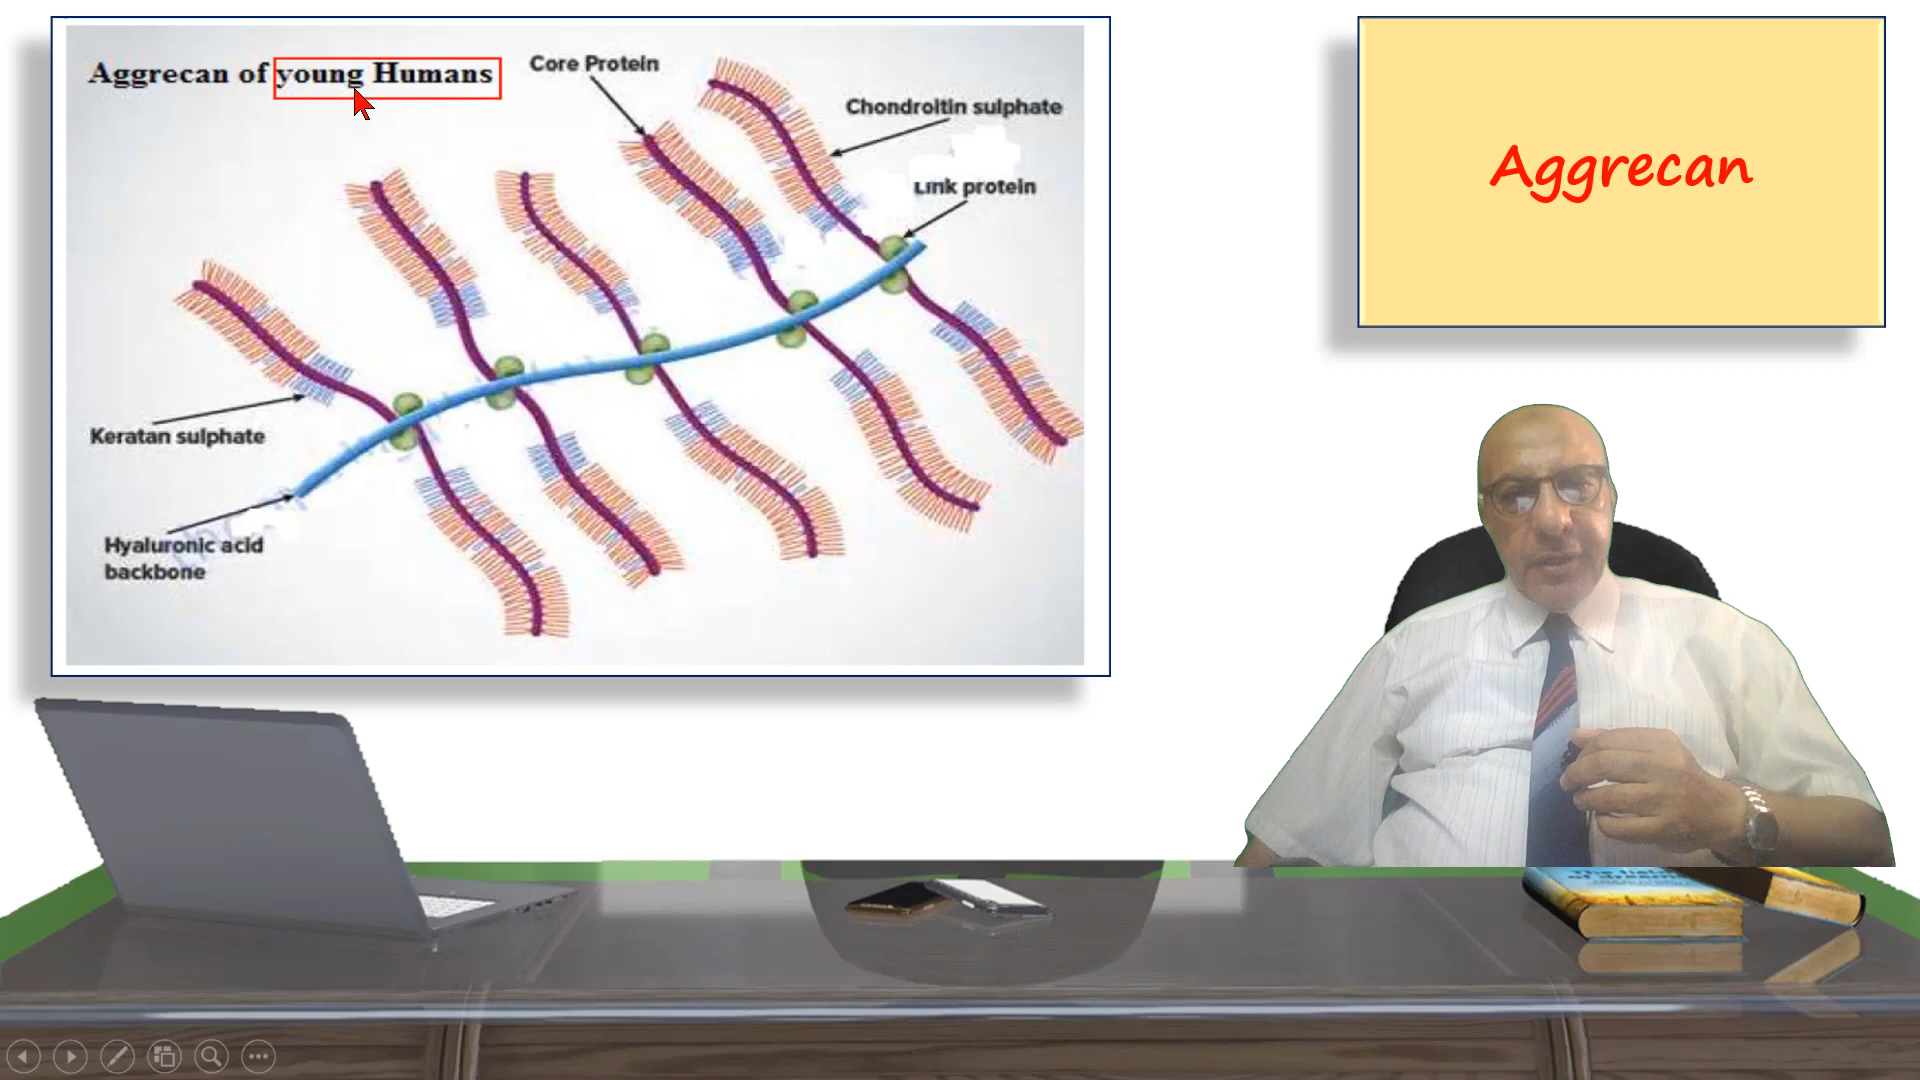 Aggrecan of young Humans
Core Protein
Chondroitin sulphate
Link protein
Keratan sulphate
Hyaluronic acid
backbone
Aggrecan